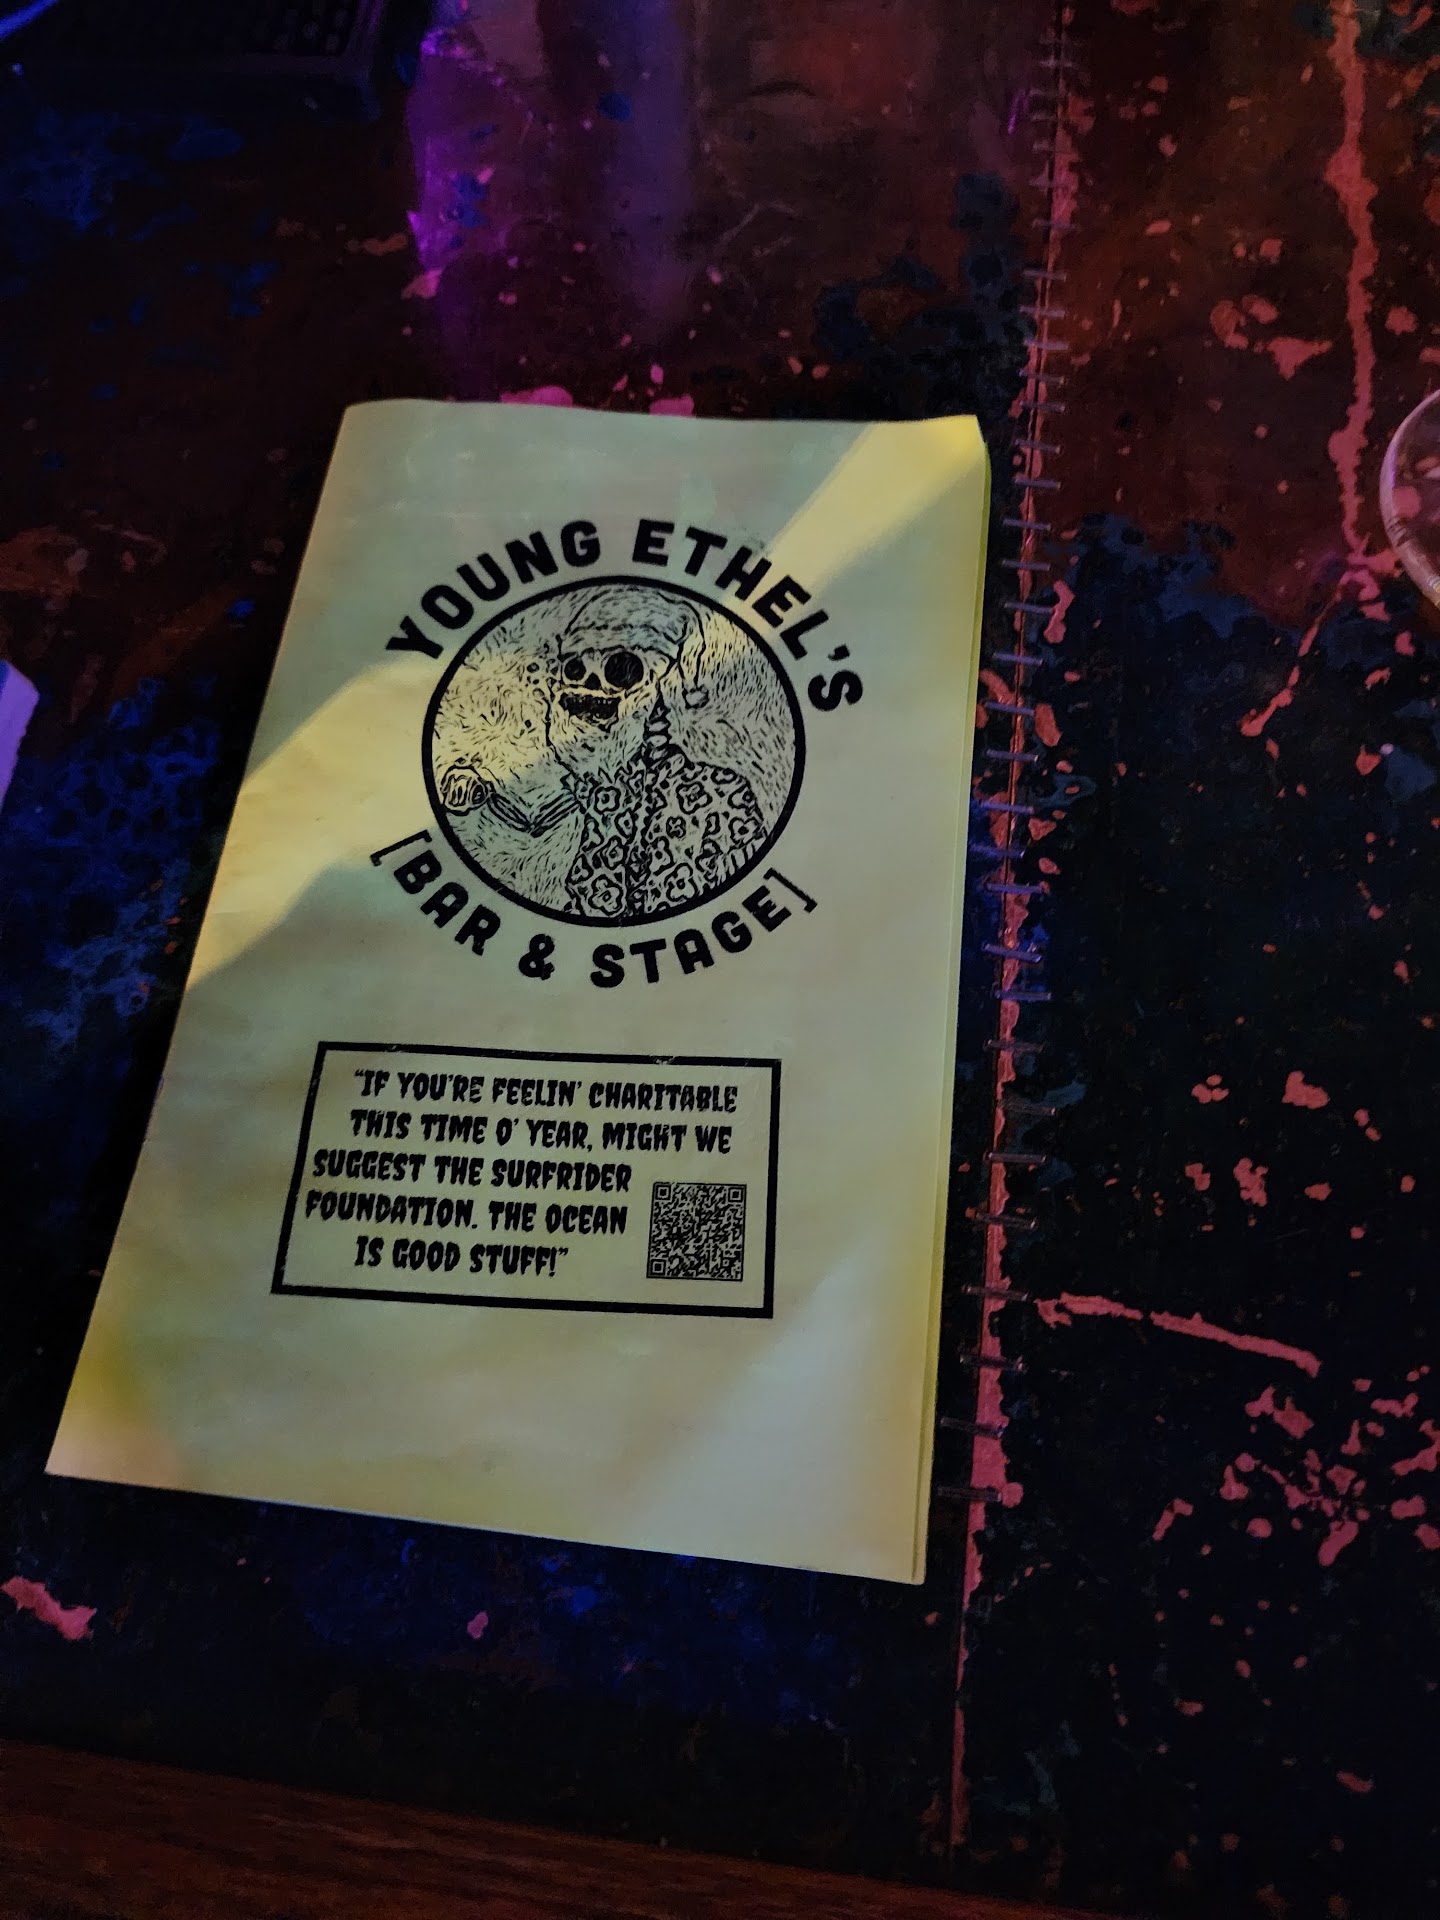 YOUNG ETHEL'S
[BAR & STAGE]
"IF YOU'RE FEELIN' CHARITABLE
THIS TIME O' YEAR, MIGHT WE
SUGGEST THE SURFRIDER
FOUNDATION. THE OCEAN
IS GOOD STUFF!"